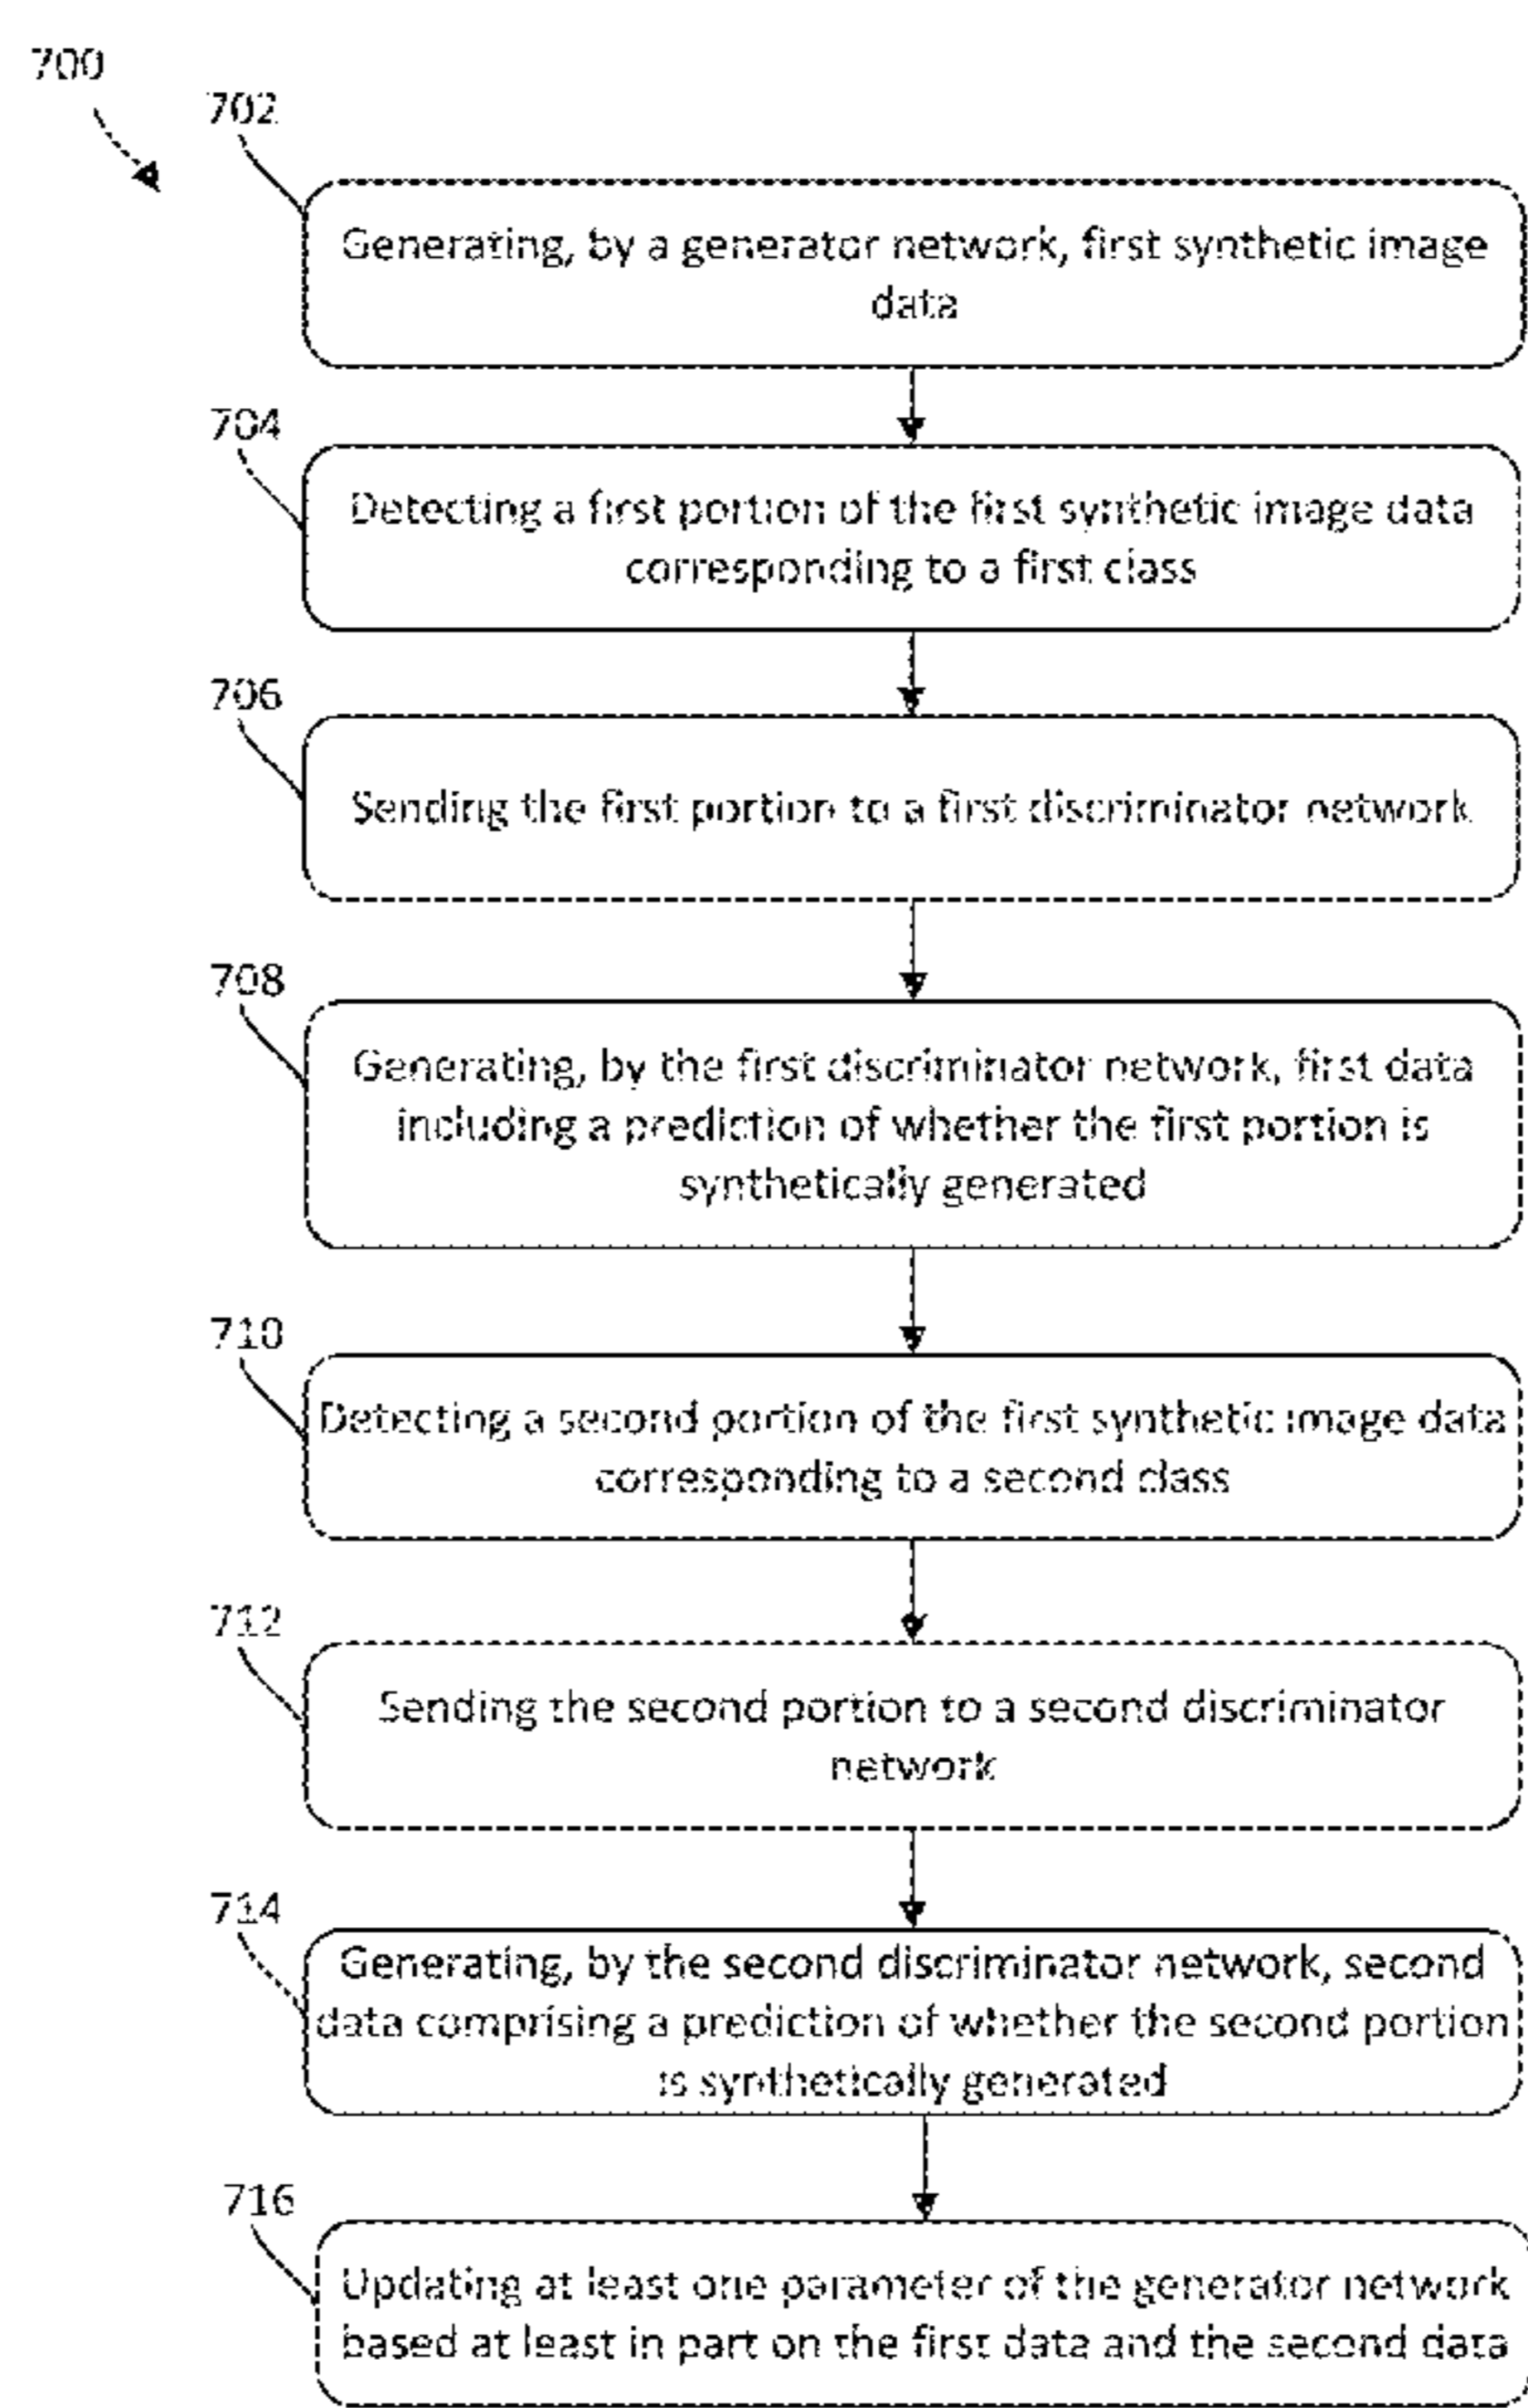 700
702
Generating, by a generator network, first synthetic image
data
704
Detecting a first portion of the first synthetic image data
corresponding to a first class
706
Sending the first portion to a first discriminator network
708
Generating, by the first discriminator network, first data
including a prediction of whether the first portion is
synthetically generated
710
Detecting a second portion of the first synthetic image data
corresponding to a second class
712
Sending the second portion to a second discriminator
network
714
Generating, by the second discriminator network, second
data comprising a prediction of whether the second portion
is synthetically generated
716
Updating at least one parameter of the generator network
based at least in part on the first data and the second data